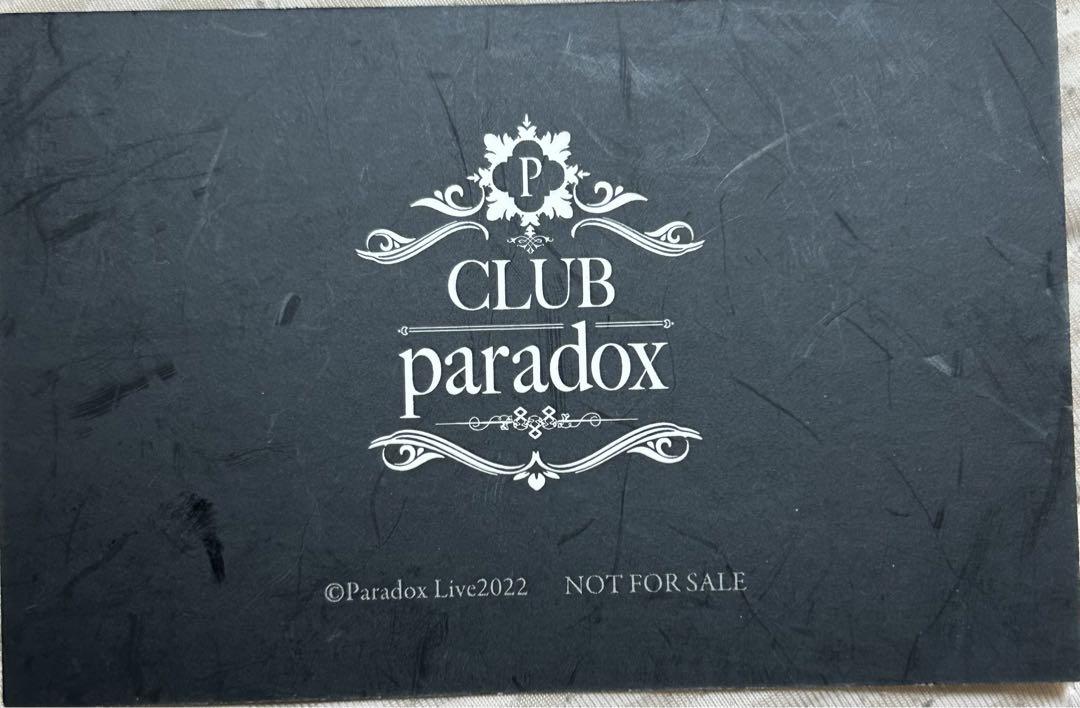 P
CLUB
paradox
©Paradox Live2022 NOT FOR SALE